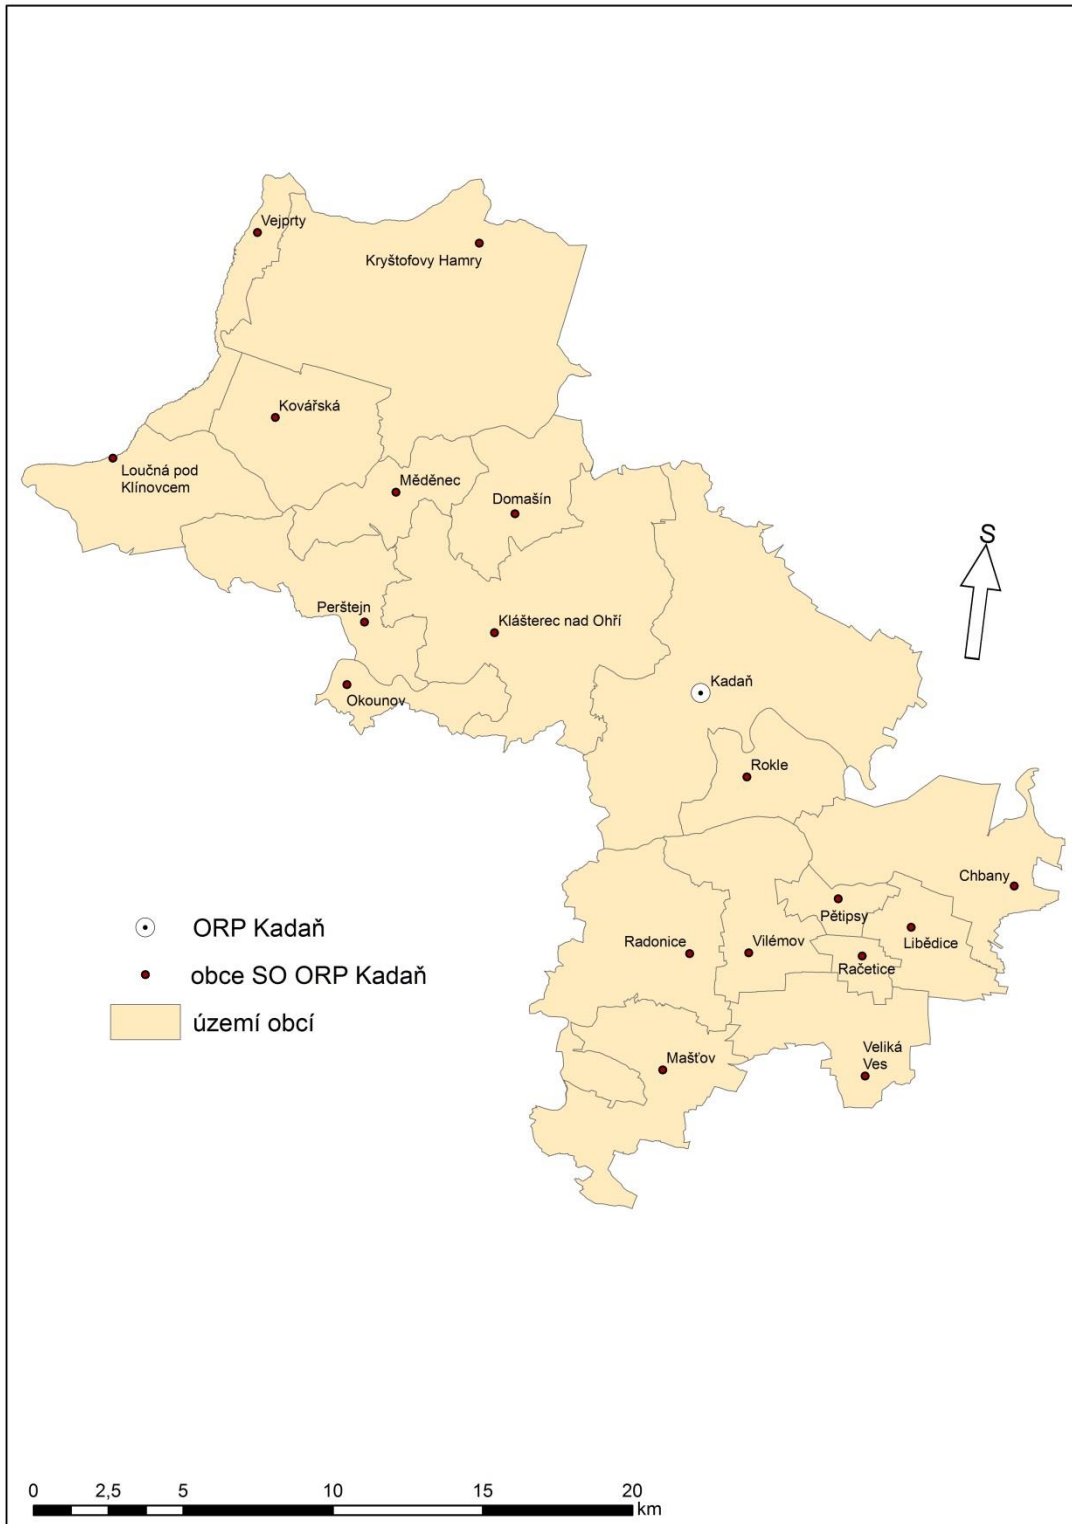 Vejprty
Kryštofovy Hamry
Kovářská
Loučná pod
Klínovcem
Měděnec
Domašín
S
Perštejn
Klášterec nad Ohří
Kadaň
Okounov
Rokle
Chbany
Pětipsy
Libědice
Radonice
Vilémov
Račetice
Mašťov
Veliká
Ves
ORP Kadaň
obce SO ORP Kadaň
území obcí
0 2,5 5 10 15 20
km